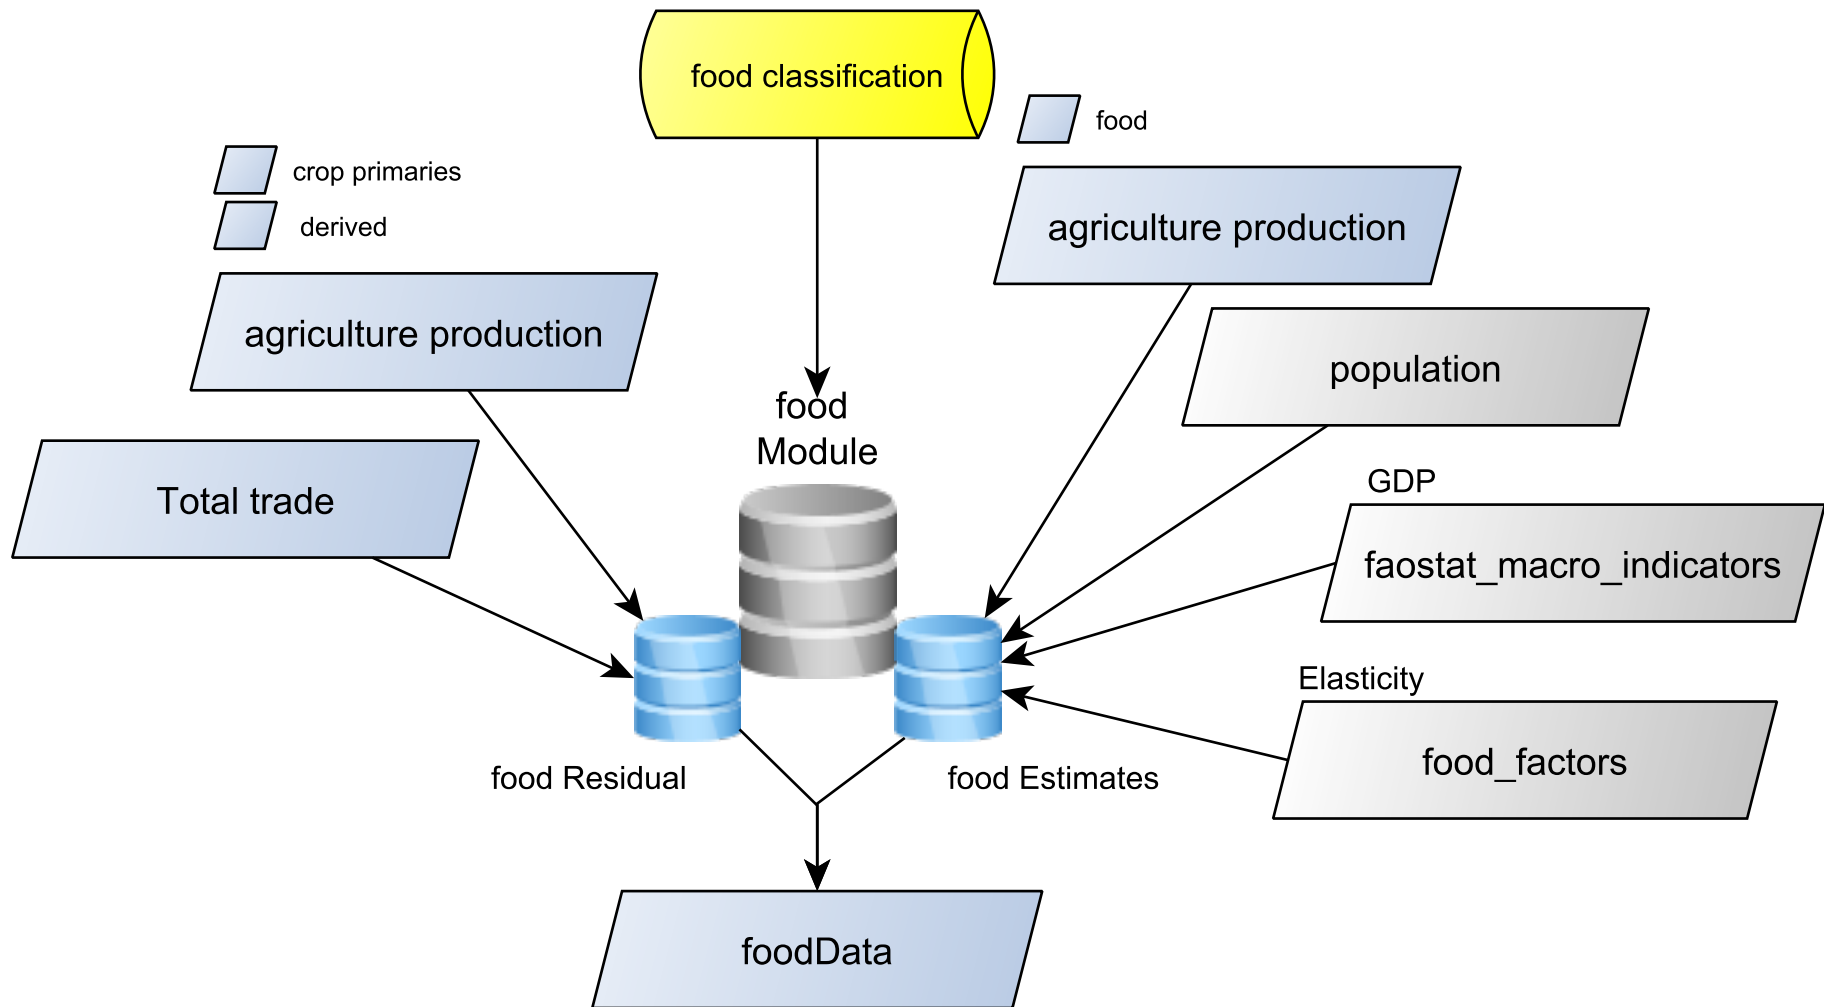 food classification
food
crop primaries
derived
agriculture production
agriculture production
population
food
Module
GDP
Total trade
faostat_macro_indicators
Elasticity
food_factors
food Residual
food Estimates
foodData